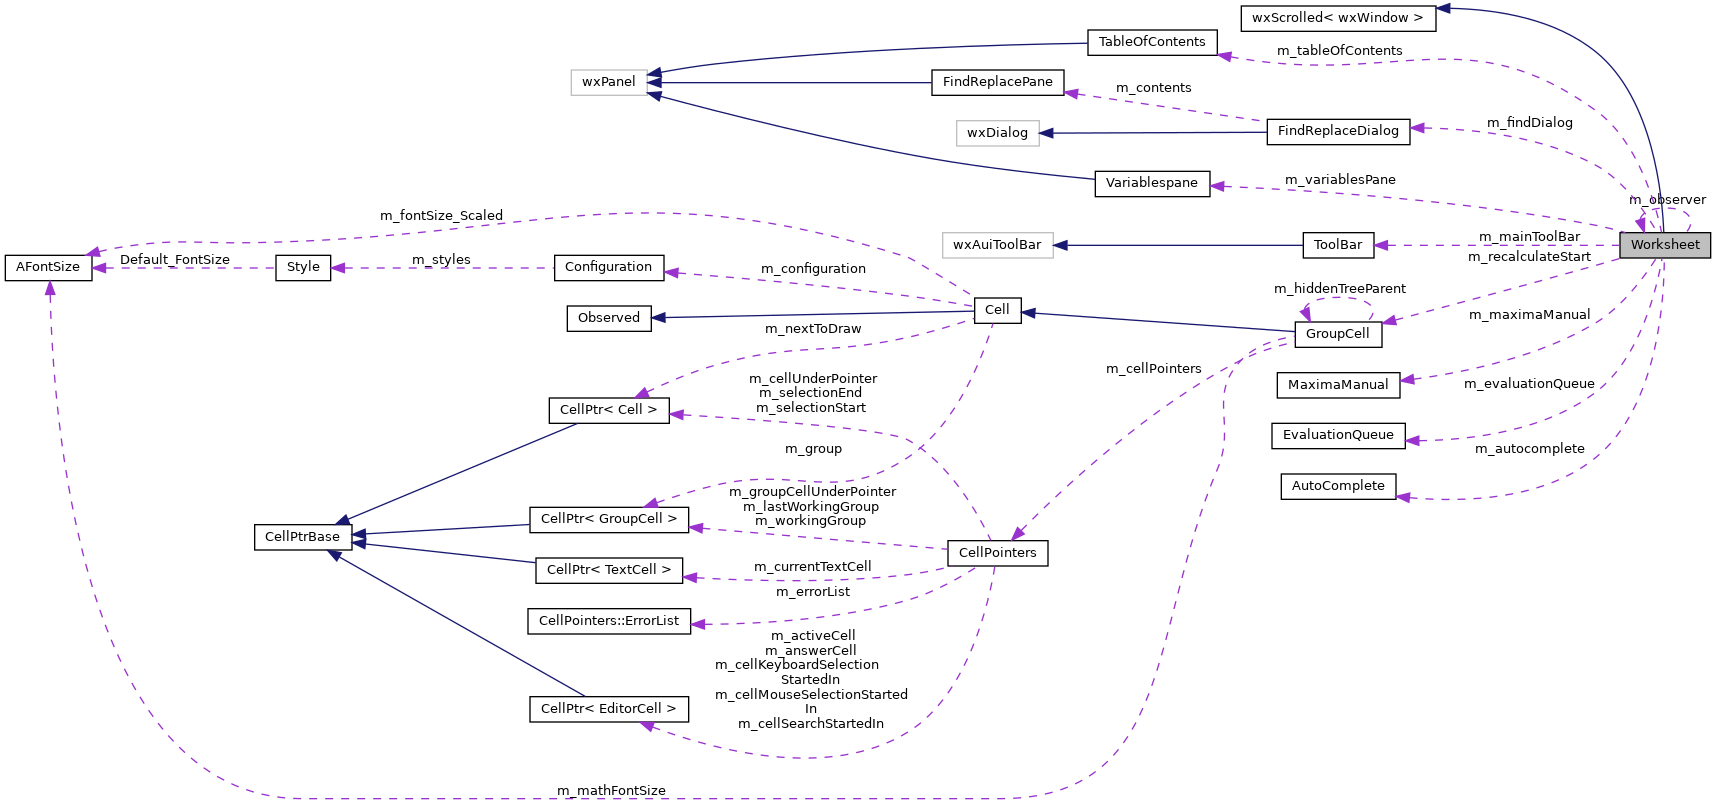 wxScrolled< wxWindow >
TableOfContents
m_tableOfContents
wxPanel
FindReplacePane
m_contents
wxDialog
FindReplaceDialog
m_findDialog
Variablespane
m_variablesPane
m_observer
m_fontSize_Scaled
wxAuiToolBar
ToolBar
m_mainToolBar
Worksheet
m_recalculateStart
AFontSize
Default_FontSize
Style
m_styles
Configuration
m_configuration
m_hiddenTreeParent
Observed
Cell
m_nextToDraw
GroupCell
m_maximaManual
m_cellPointers
m_cellUnderPointer
m_selectionEnd
m_selectionStart
MaximaManual
m_evaluationQueue
CellPtr< Cell >
m_group
EvaluationQueue
m_autocomplete
AutoComplete
m_groupCellUnderPointer
m_lastWorkingGroup
m_workingGroup
CellPtr< GroupCell >
CellPtrBase
CellPointers
CellPtr< TextCell >
m_currentTextCell
m_errorList
CellPointers::ErrorList
m_activeCell
m_answerCell
m_cellKeyboardSelection
StartedIn
m_cellMouseSelectionStarted
In
m_cellSearchStartedIn
CellPtr< EditorCell >
m_mathFontSize